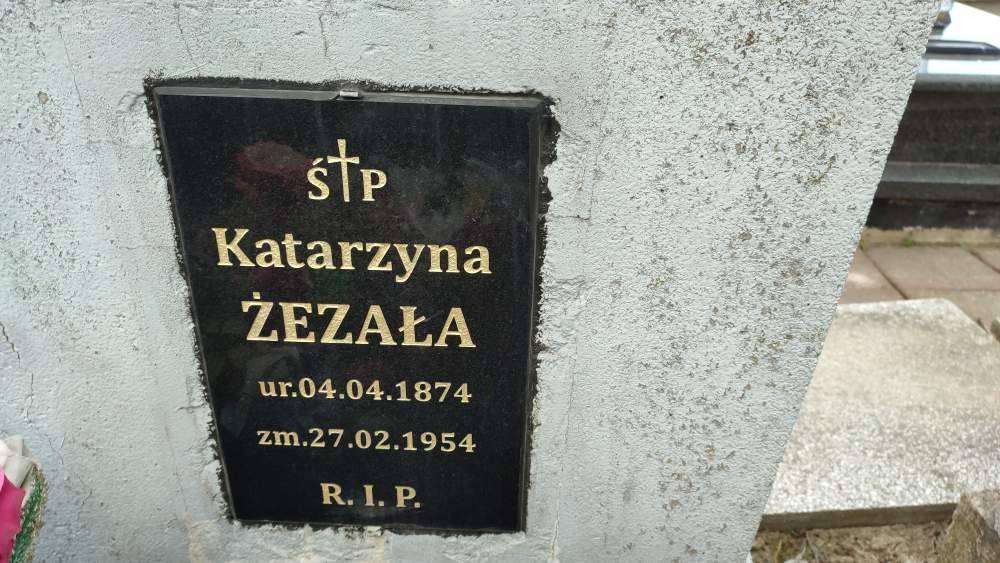 Ś†P
Katarzyna
ŻEZAŁA
ur.04.04.1874
zm.27.02.1954
R. I. P.